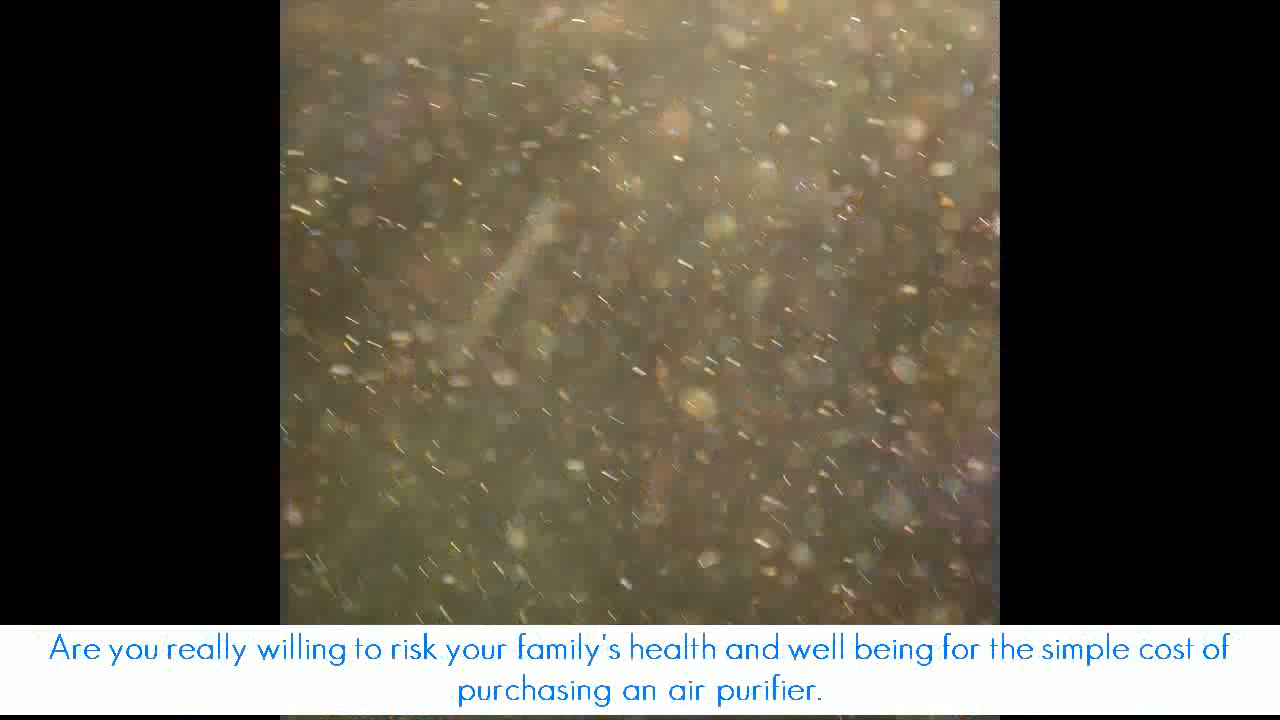 Are you really willing to risk your family's health and well being for the simple cost of
purchasing an air purifier.